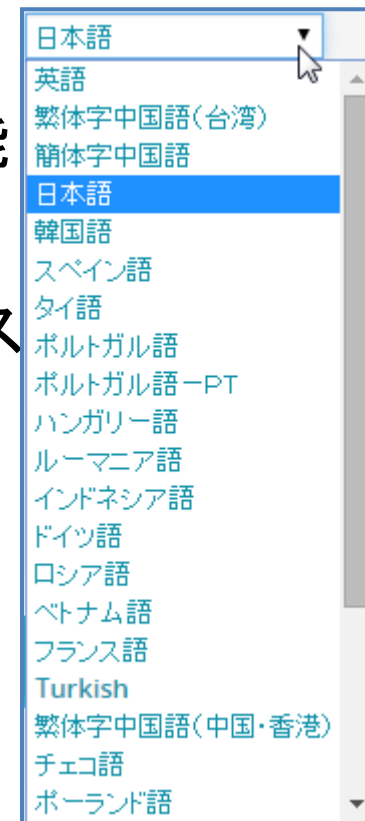 日本語
英語
繁体字中国語(台湾)
簡体字中国語
日本語
韓国語
スペイン語
タイ語
ポルトガル語
ポルトガル語－PT
ハンガリー語
ルーマニア語
インドネシア語
ドイツ語
ロシア語
ベトナム語
フランス語
Turkish
繁体字中国語(中国・香港)
チェコ語
ポーランド語
能
ス